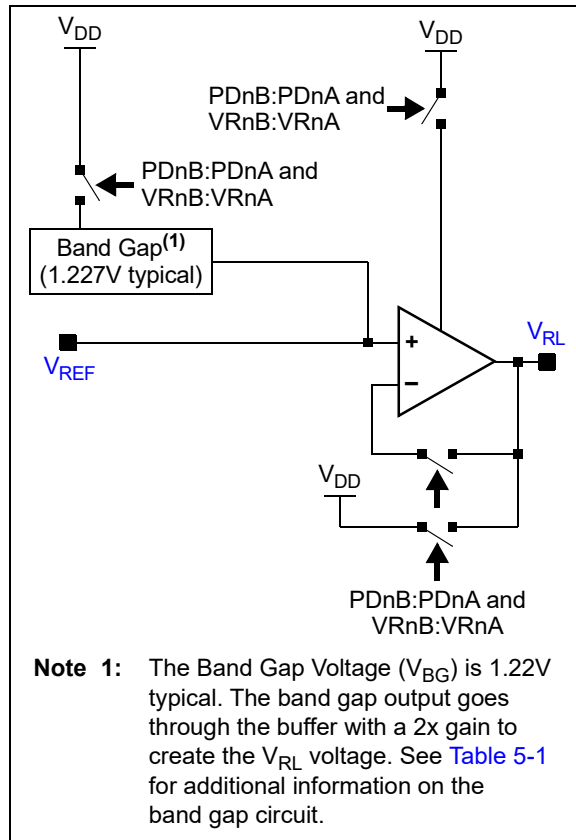 VDD
VDD
PDnB:PDnA and
VRnB:VRnA
PDnB:PDnA and
VRnB:VRnA
Band Gap(1)
(1.227V typical)
VREF
+
–
VRL
VDD
PDnB:PDnA and
VRnB:VRnA
Note 1: The Band Gap Voltage (VBG) is 1.22V
typical. The band gap output goes
through the buffer with a 2x gain to
create the VRL voltage. See Table 5-1
for additional information on the
band gap circuit.